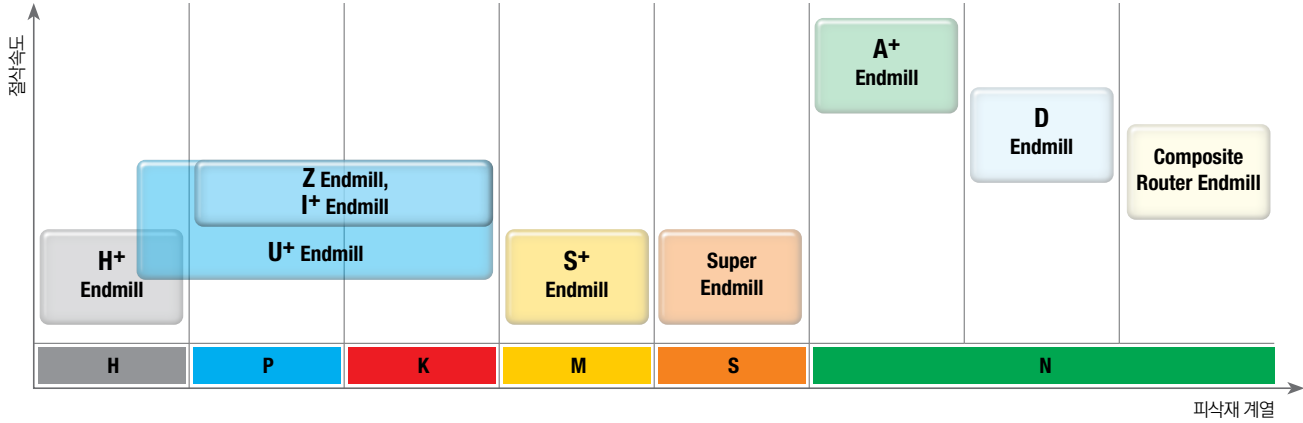 절삭속도
A+
Endmill
D
Endmill
Composite
Router Endmill
Z Endmill,
I+ Endmill
U+ Endmill
H+
Endmill
S+
Endmill
Super
Endmill
H
P
K
M
S
N
피삭재 계열